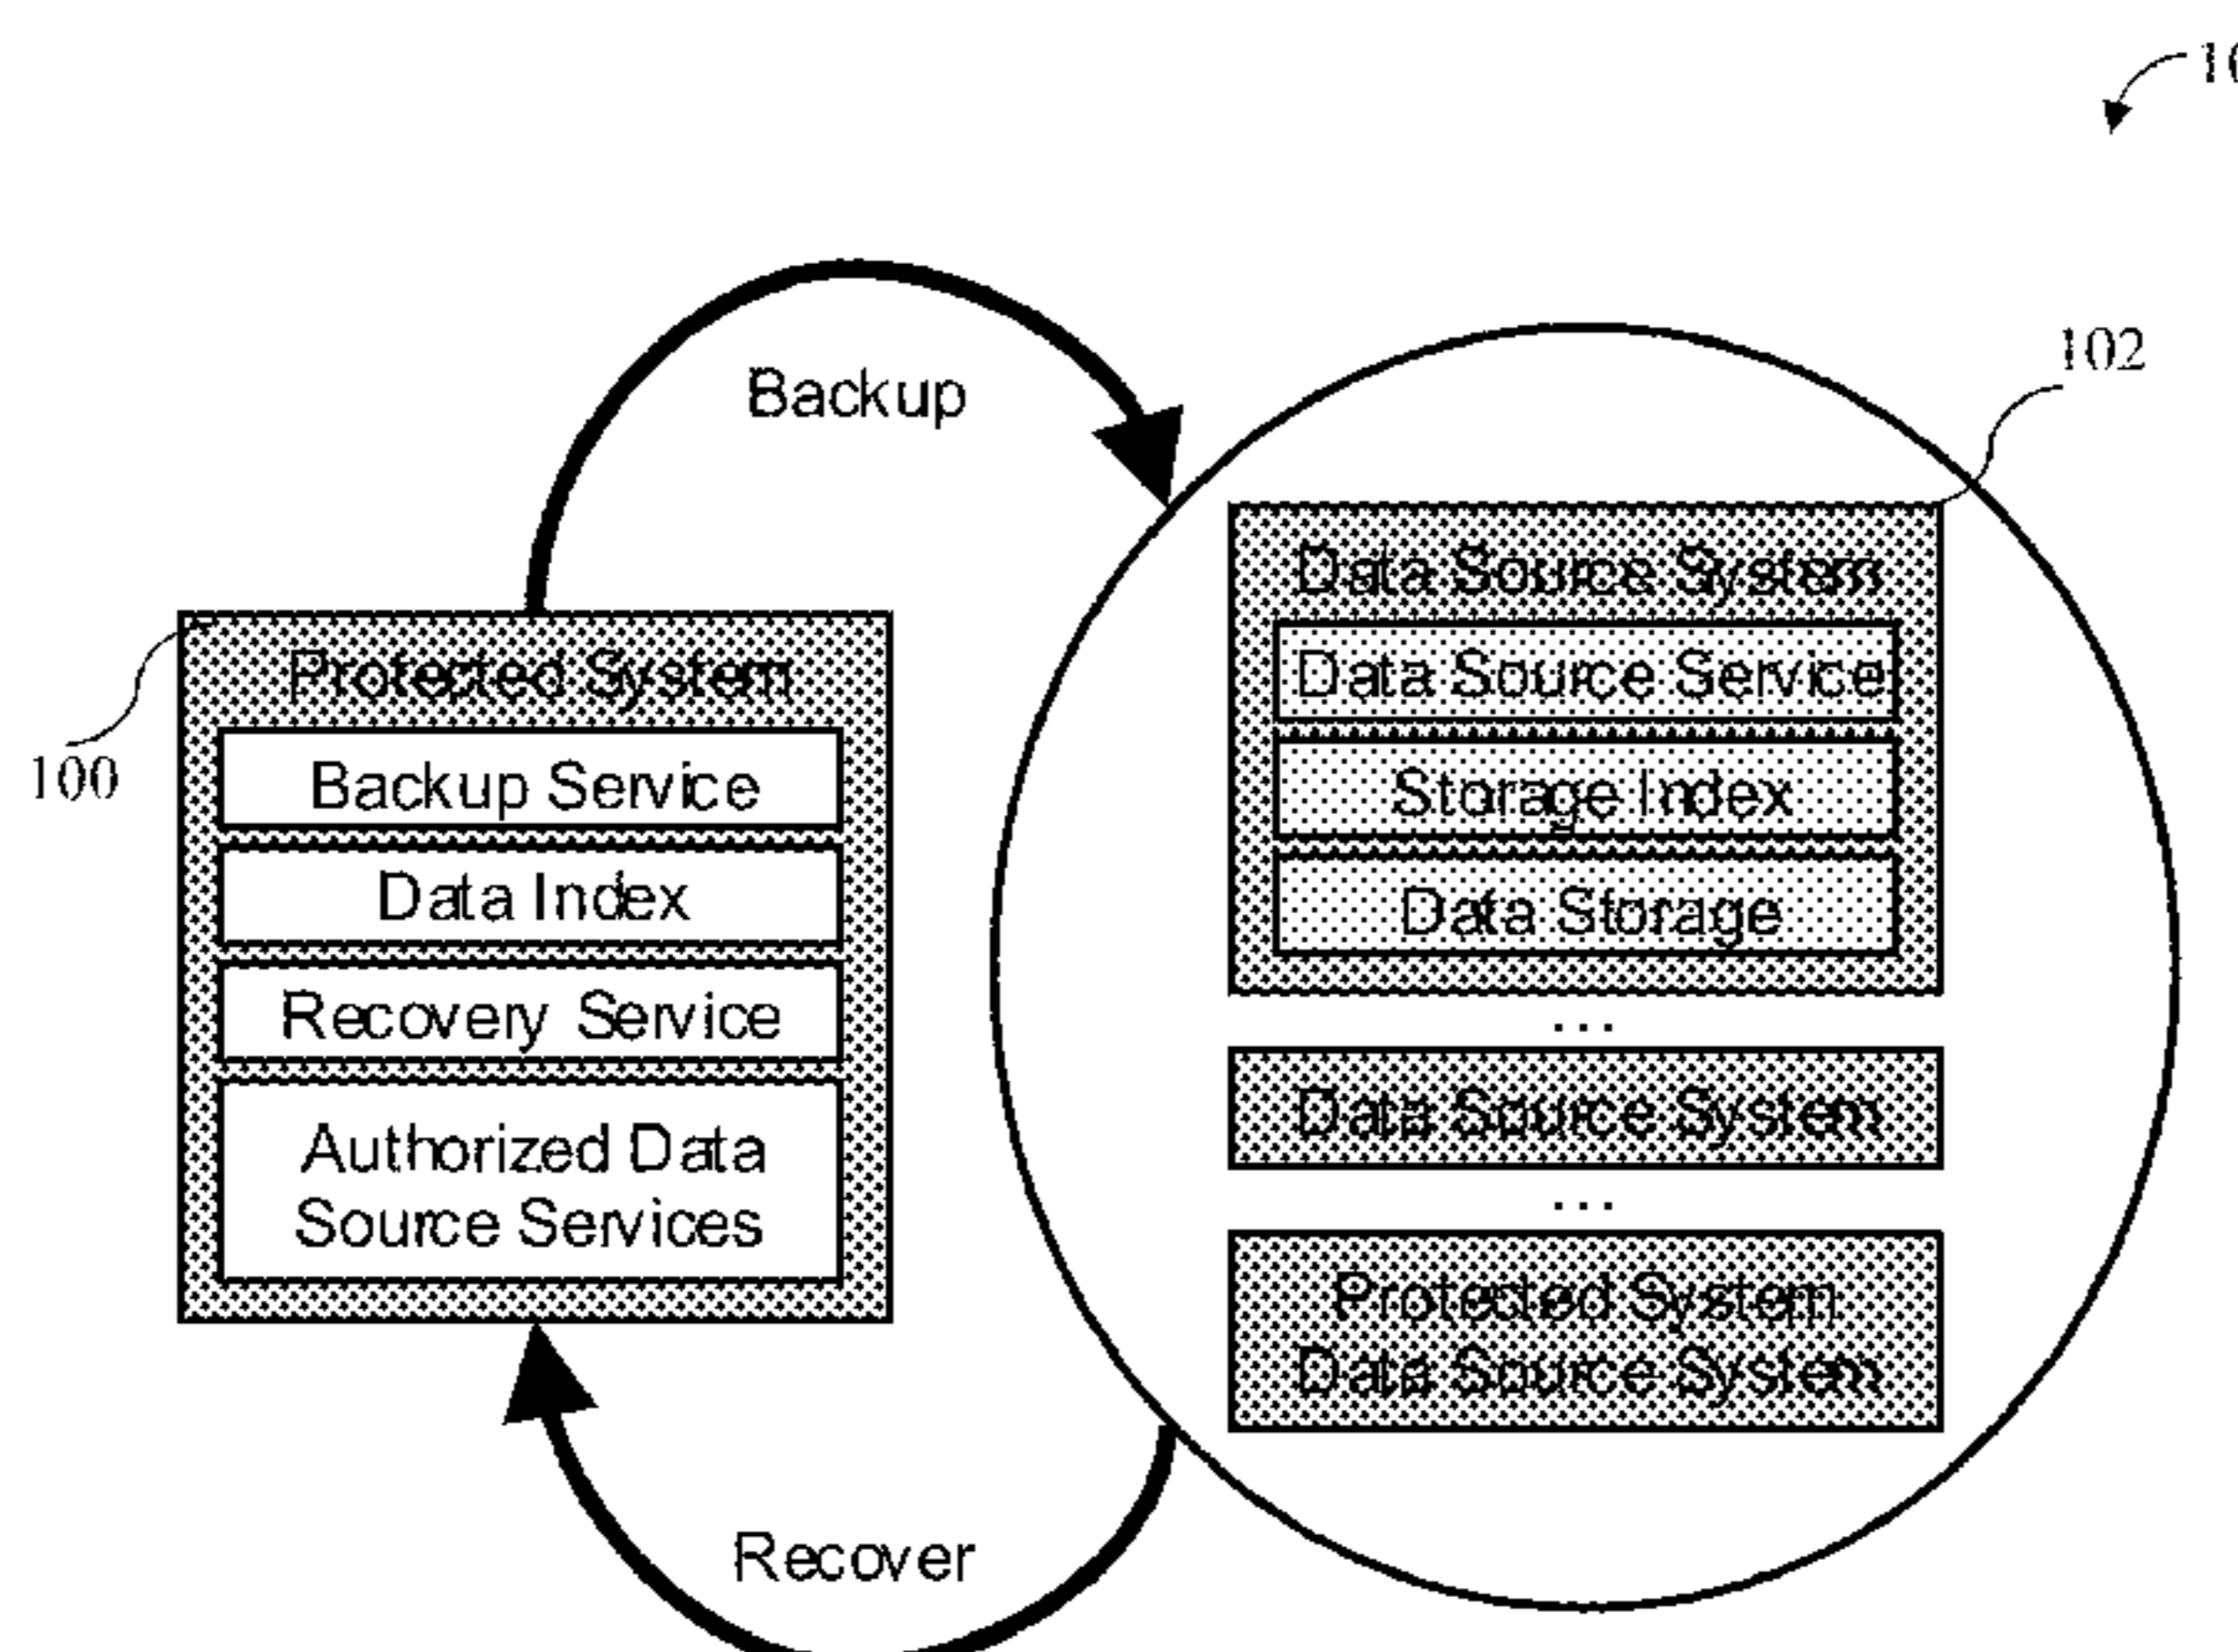 Backup
102
Protected System
100
Backup Service
Data Index
Recovery Service
Authorized Data
Source Services
Data Source System
Data Source Service
Storage Index
Data Storage
...
Data Source System
...
Protected System
Data Source System
Recover